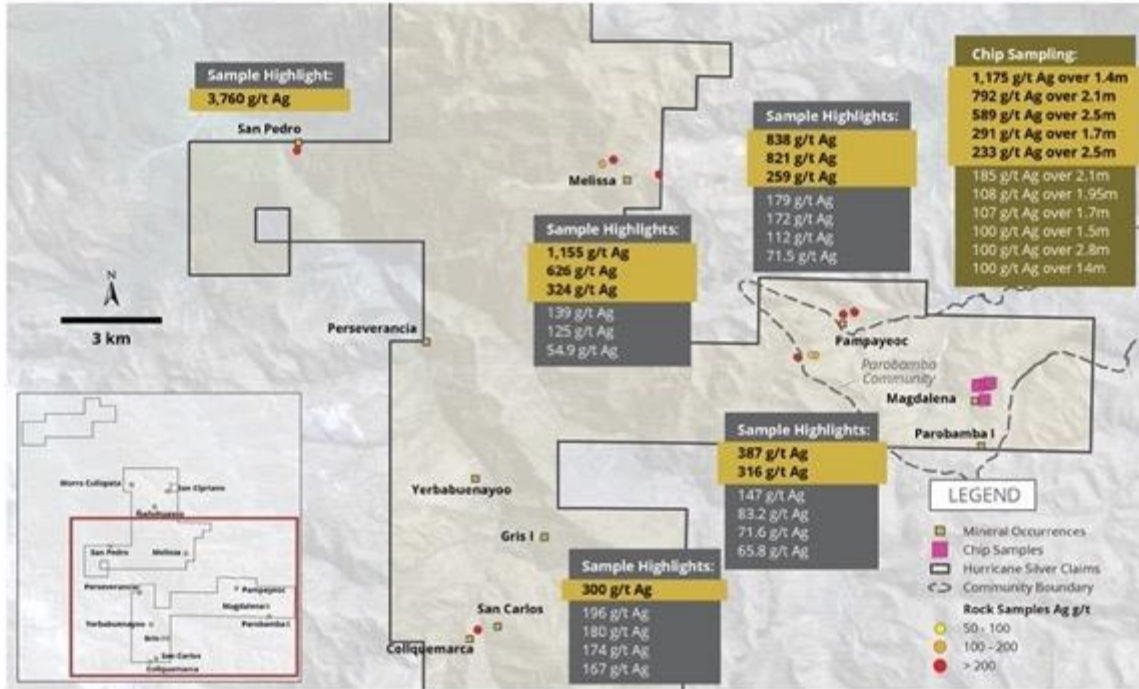 Sample Highlight:
3,760 g/t Ag
San Pedro
Chip Sampling:
1,175 g/t Ag over 1.4m
792 g/t Ag over 2.1m
589 g/t Ag over 2.5m
291 g/t Ag over 1.7m
233 g/t Ag over 2.5m
185 g/t Ag over 2.1m
108 g/t Ag over 1.95m
107 g/t Ag over 1.7m
100 g/t Ag over 1.5m
100 g/t Ag over 2.8m
100 g/t Ag over 14m
Sample Highlights:
838 g/t Ag
821 g/t Ag
259 g/t Ag
179 g/t Ag
172 g/t Ag
112 g/t Ag
71.5 g/t Ag
Melissa
Sample Highlights:
1,155 g/t Ag
626 g/t Ag
324 g/t Ag
139 g/t Ag
125 g/t Ag
54.9 g/t Ag
N
3 km
Perseverancia
Pampayeoc
Parobamba
Community
Magdalena
Parobamba I
Sample Highlights:
387 g/t Ag
316 g/t Ag
147 g/t Ag
83.2 g/t Ag
71.6 g/t Ag
65.8 g/t Ag
Yerbabuenayoo
Gris I
San Carlos
Collquemarca
Sample Highlights:
300 g/t Ag
196 g/t Ag
180 g/t Ag
174 g/t Ag
167 g/t Ag
LEGEND
Mineral Occurrences
Chip Samples
Hurricane Silver Claims
Community Boundary
Rock Samples Ag g/t
50 - 100
100 - 200
> 200
San Cipriano
San Pedro
Melissa
Perseverancia
Pampayeoc
Magdalena I
Yerbabuenayoo
Parobamba I
Gris I
San Carlos
Collquemarca